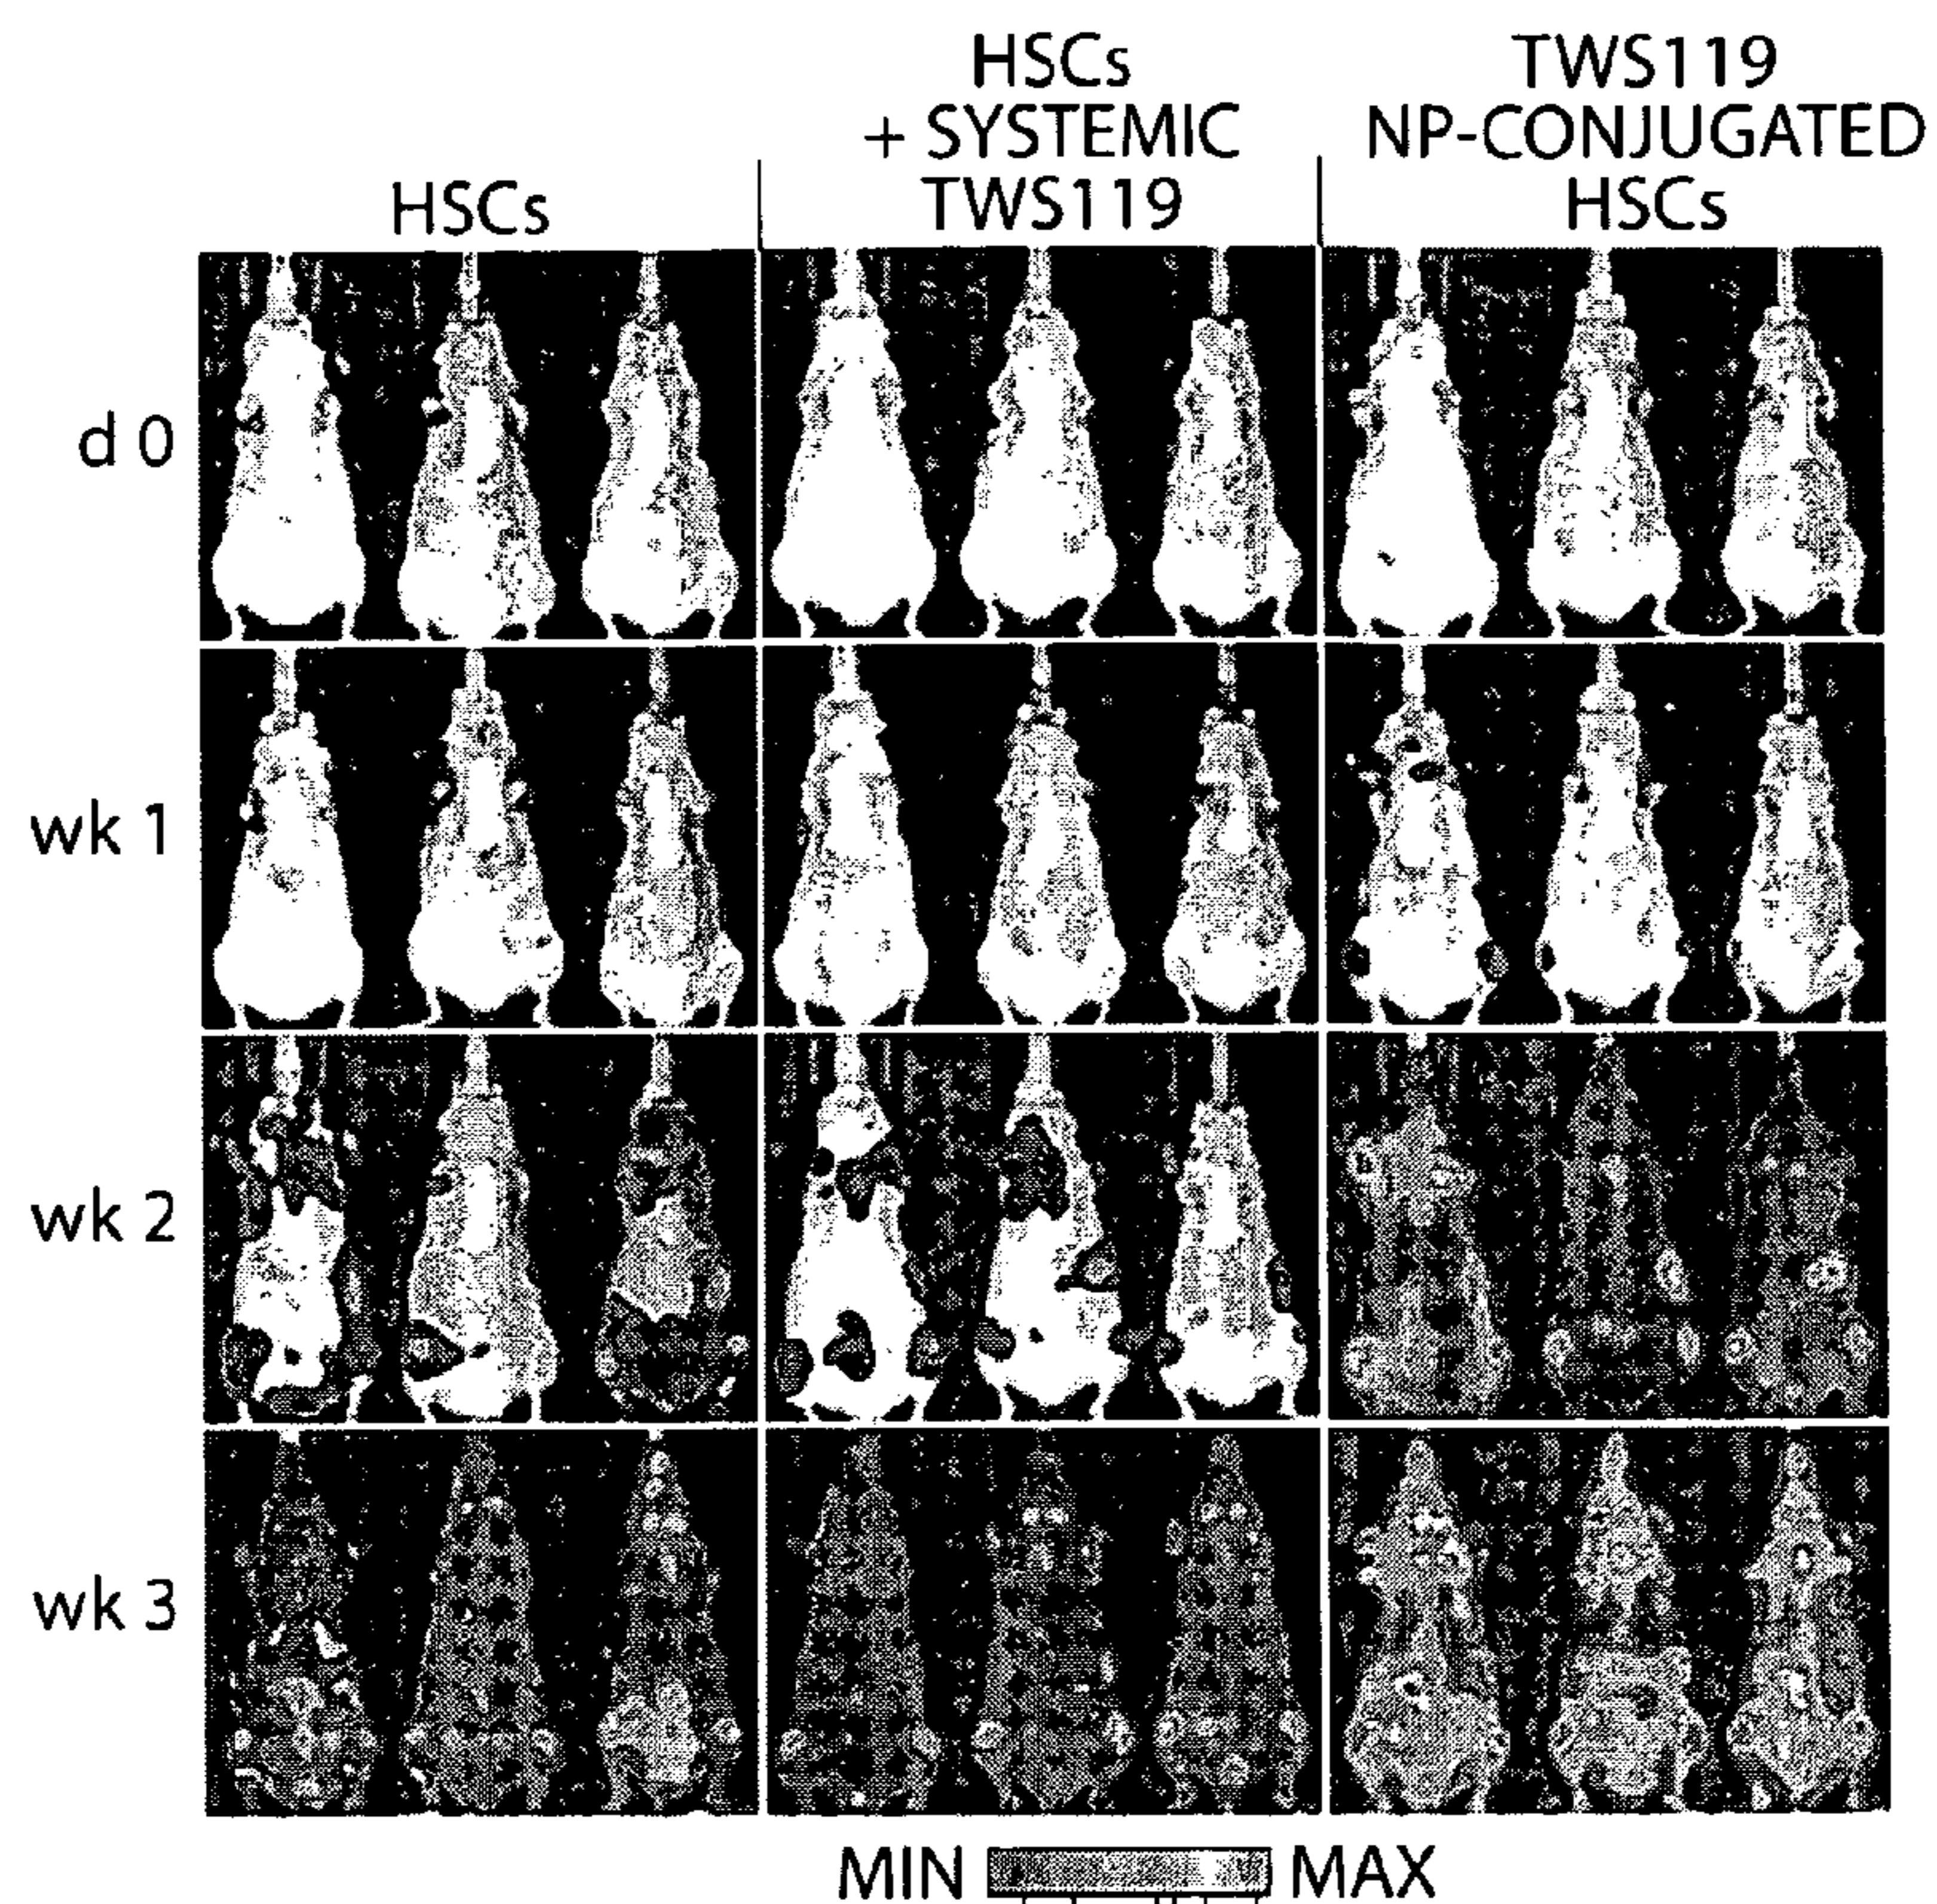 HSCs
HSCs
+ SYSTEMIC
TWS119
TWS119
NP-CONJUGATED
HSCs
d 0
wk 1
wk 2
wk 3
MIN
MAX